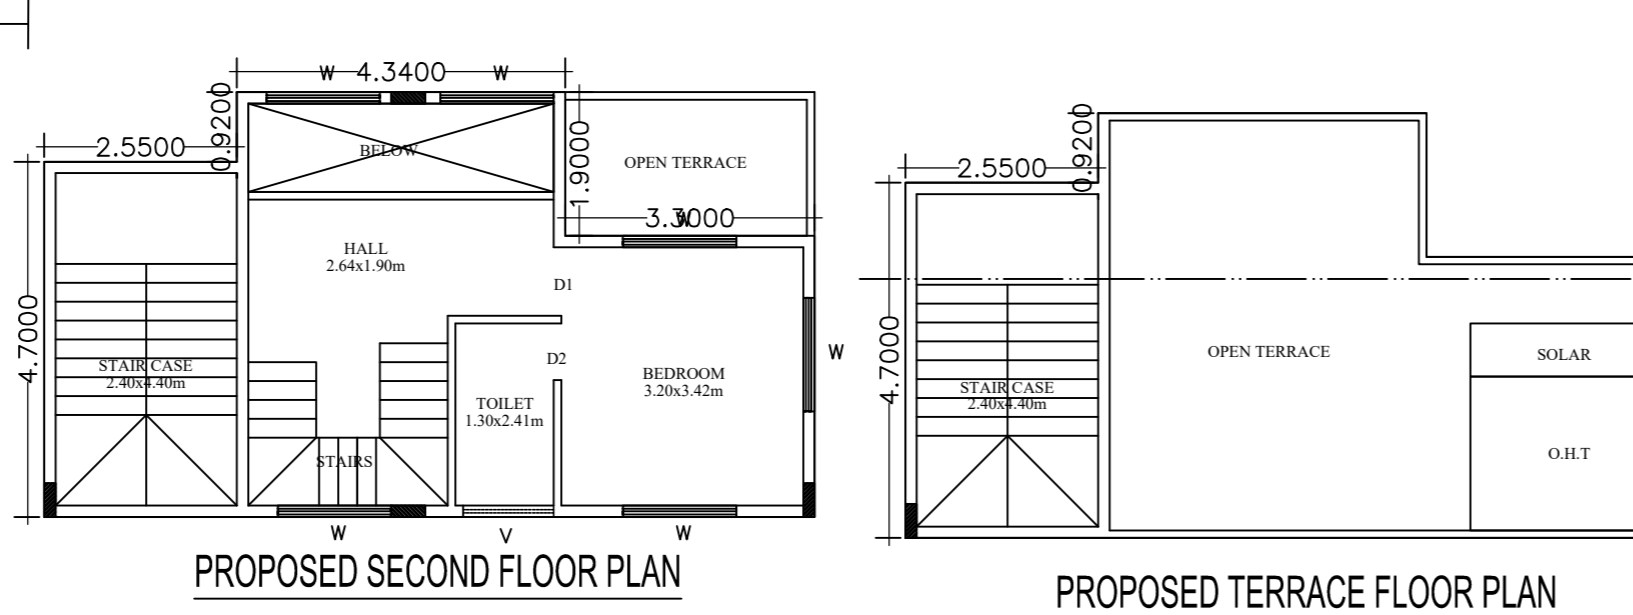 W 4.3400 W
0.9200
2.5500
BELOW
1.9000
OPEN TERRACE
3.3000
W
HALL
2.64x1.90m
D1
4.7000
STAIR CASE
2.40x4.40m
D2
W
BEDROOM
3.20x3.42m
TOILET
1.30x2.41m
STAIRS
W
V
W
PROPOSED SECOND FLOOR PLAN
0.9200
2.5500
4.7000
OPEN TERRACE
SOLAR
STAIR CASE
2.40x4.40m
O.H.T
PROPOSED TERRACE FLOOR PLAN